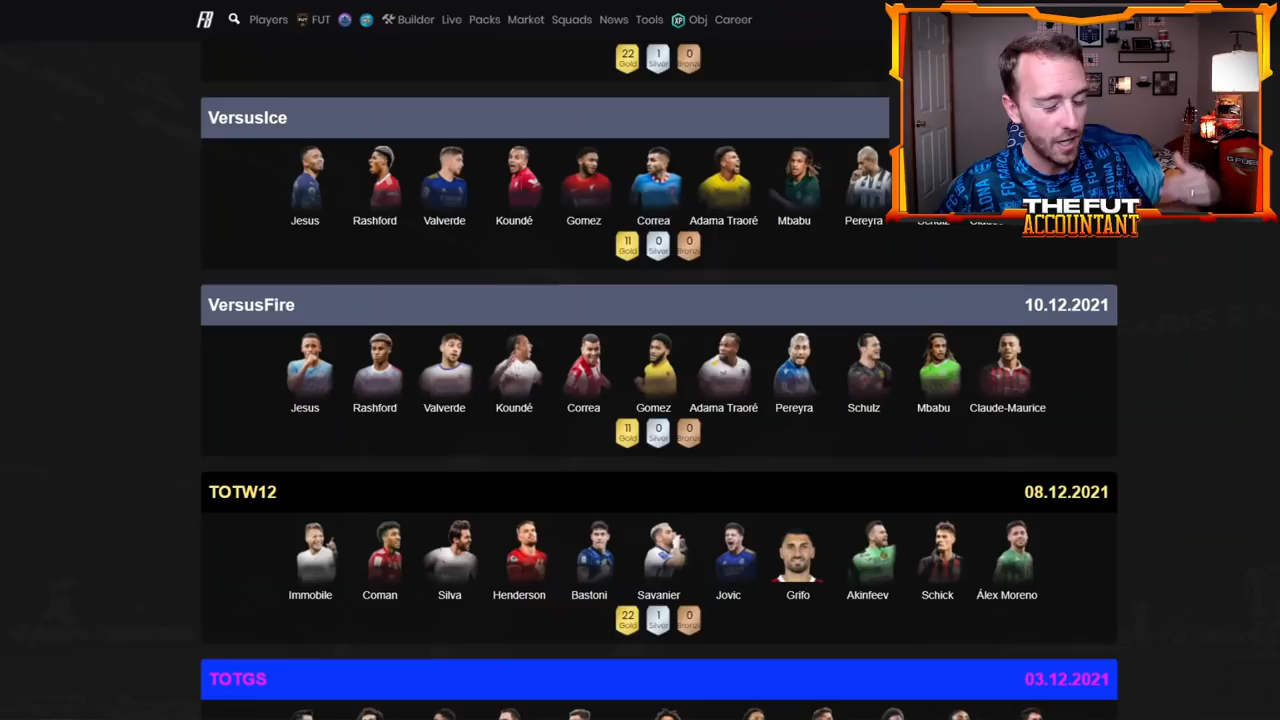 FB Players FUT Builder Live Packs Market Squads News Tools XP Obj Career
22 Gold 1 Silver 0 Bronze
VersusIce
Jesus Rashford Valverde Koundé Gomez Correa Adama Traoré Mbabu Pereyra
11 Gold 0 Silver 0 Bronze
THE FUT
ACCOUNTANT
VersusFire 10.12.2021
Jesus Rashford Valverde Koundé Correa Gomez Adama Traoré Pereyra Schulz Mbabu Claude-Maurice
11 Gold 0 Silver 0 Bronze
TOTW12 08.12.2021
Immobile Coman Silva Henderson Bastoni Savanier Jovic Grifo Akinfeev Schick Álex Moreno
22 Gold 1 Silver 0 Bronze
TOTGS 03.12.2021